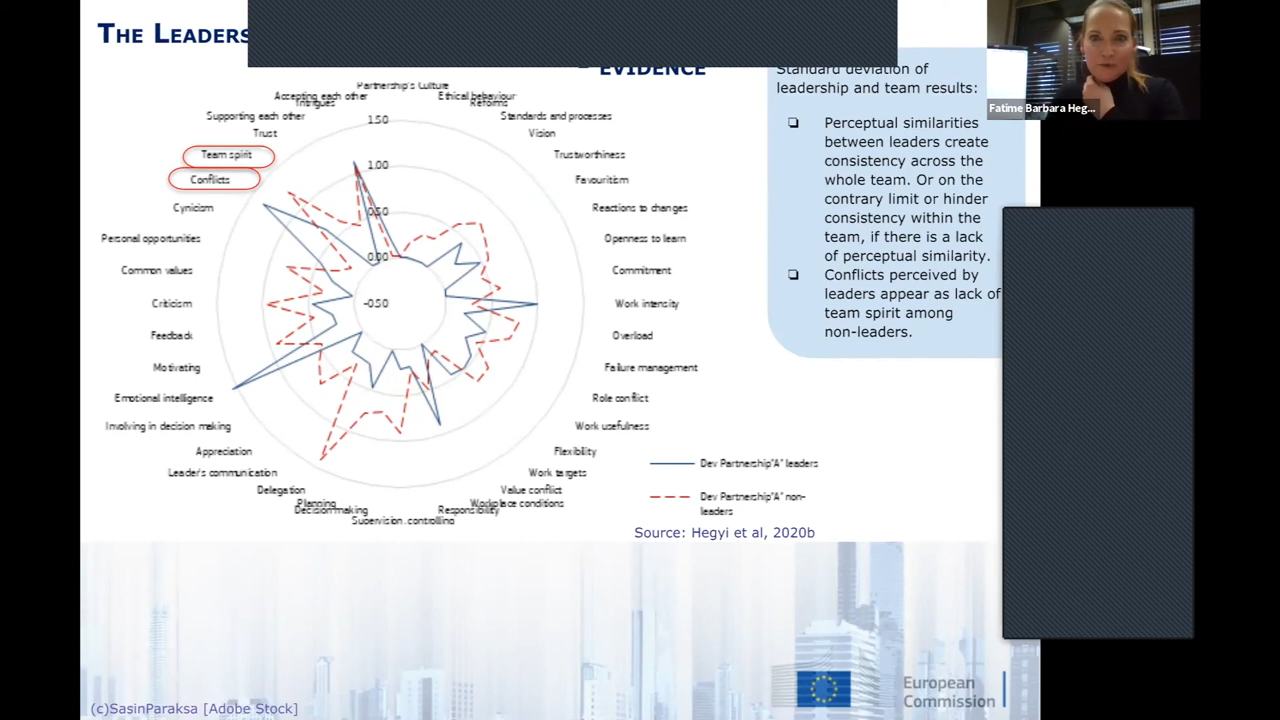 THE LEADERS
EVIDENCE
Partnership's Culture
Accepting each other
Ethical behaviour
Intrigues
Reforms
Supporting each other
1.50
Standards and processes
Trust
Vision
Team spirit
1.00
Trustworthiness
Conflicts
Favouritism
Cynicism
0.50
Reactions to changes
Personal opportunities
Openness to learn
0.00
Common values
Commitment
Criticism
-0.50
Work intensity
Feedback
Overload
Motivating
Failure management
Emotional intelligence
Role conflict
Involving in decision making
Work usefulness
Appreciation
Flexibility
Leader's communication
Work targets
Delegation
Value conflict
Planning
Workplace conditions
Decision making
Responsibility
Supervision, controlling
Dev Partnership"A" leaders
Dev Partnership"A" non-
leaders
Source: Hegyi et al, 2020b
Standard deviation of
leadership and team results:
❑ Perceptual similarities
between leaders create
consistency across the
whole team. Or on the
contrary limit or hinder
consistency within the
team, if there is a lack
of perceptual similarity.
❑ Conflicts perceived by
leaders appear as lack of
team spirit among
non-leaders.
Fatime Barbara Heg...
European
Commission
(c)SasinParaksa [Adobe Stock]